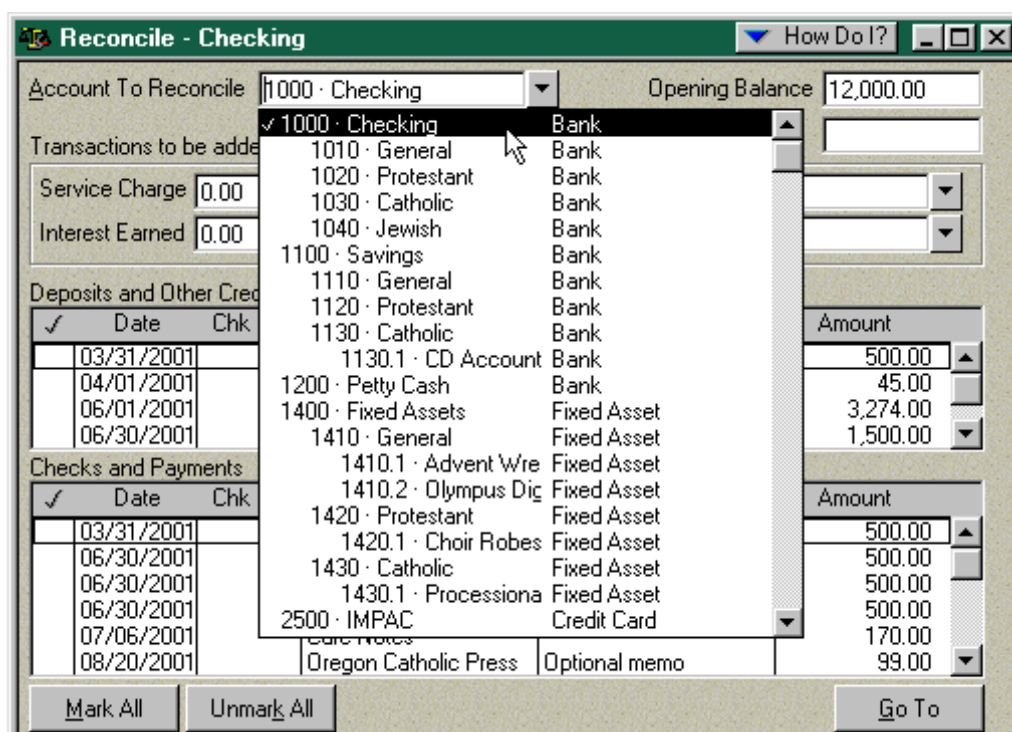 Reconcile - Checking How Do I?
Account To Reconcile 1000 · Checking Opening Balance 12,000.00
✓ 1000 · Checking Bank
Transactions to be adde 1010 · General Bank
1020 · Protestant Bank
Service Charge 0.00 1030 · Catholic Bank
Interest Earned 0.00 1040 · Jewish Bank
1100 · Savings Bank
1110 · General Bank
Deposits and Other Cred 1120 · Protestant Bank
✓ Date Chk 1130 · Catholic Bank Amount
03/31/2001 1130.1 · CD Account Bank 500.00
04/01/2001 1200 · Petty Cash Bank 45.00
06/01/2001 1400 · Fixed Assets Fixed Asset 3,274.00
06/30/2001 1410 · General Fixed Asset 1,500.00
Checks and Payments 1410.1 · Advent Wre Fixed Asset
✓ Date Chk 1410.2 · Olympus Dig Fixed Asset Amount
1420 · Protestant Fixed Asset
03/31/2001 1420.1 · Choir Robes Fixed Asset 500.00
06/30/2001 1430 · Catholic Fixed Asset 500.00
06/30/2001 1430.1 · Processiona Fixed Asset 500.00
06/30/2001 2500 · IMPAC Credit Card 500.00
07/06/2001 Care Notes 170.00
08/20/2001 Oregon Catholic Press Optional memo 99.00
Mark All Unmark All Go To